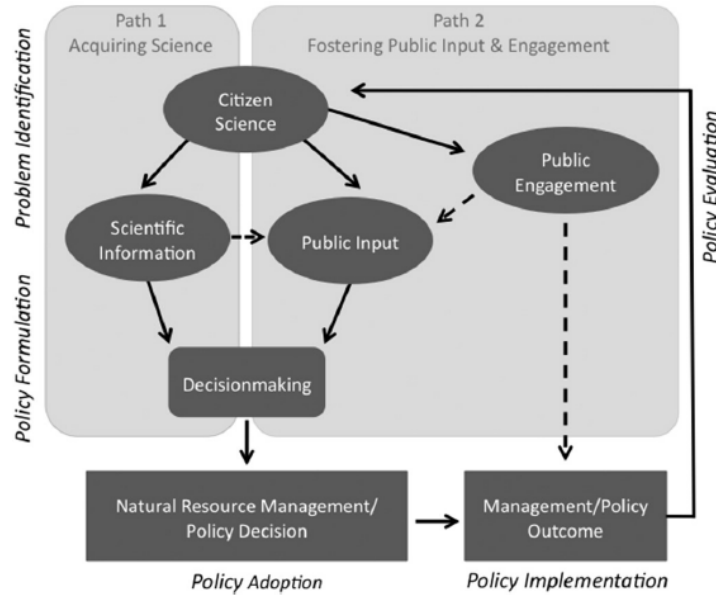 Path 1
Acquiring Science
Path 2
Fostering Public Input & Engagement
Problem Identification
Citizen
Science
Public
Engagement
Policy Evaluation
Scientific
Information
Public Input
Policy Formulation
Decisionmaking
Natural Resource Management/
Policy Decision
Management/Policy
Outcome
Policy Adoption
Policy Implementation